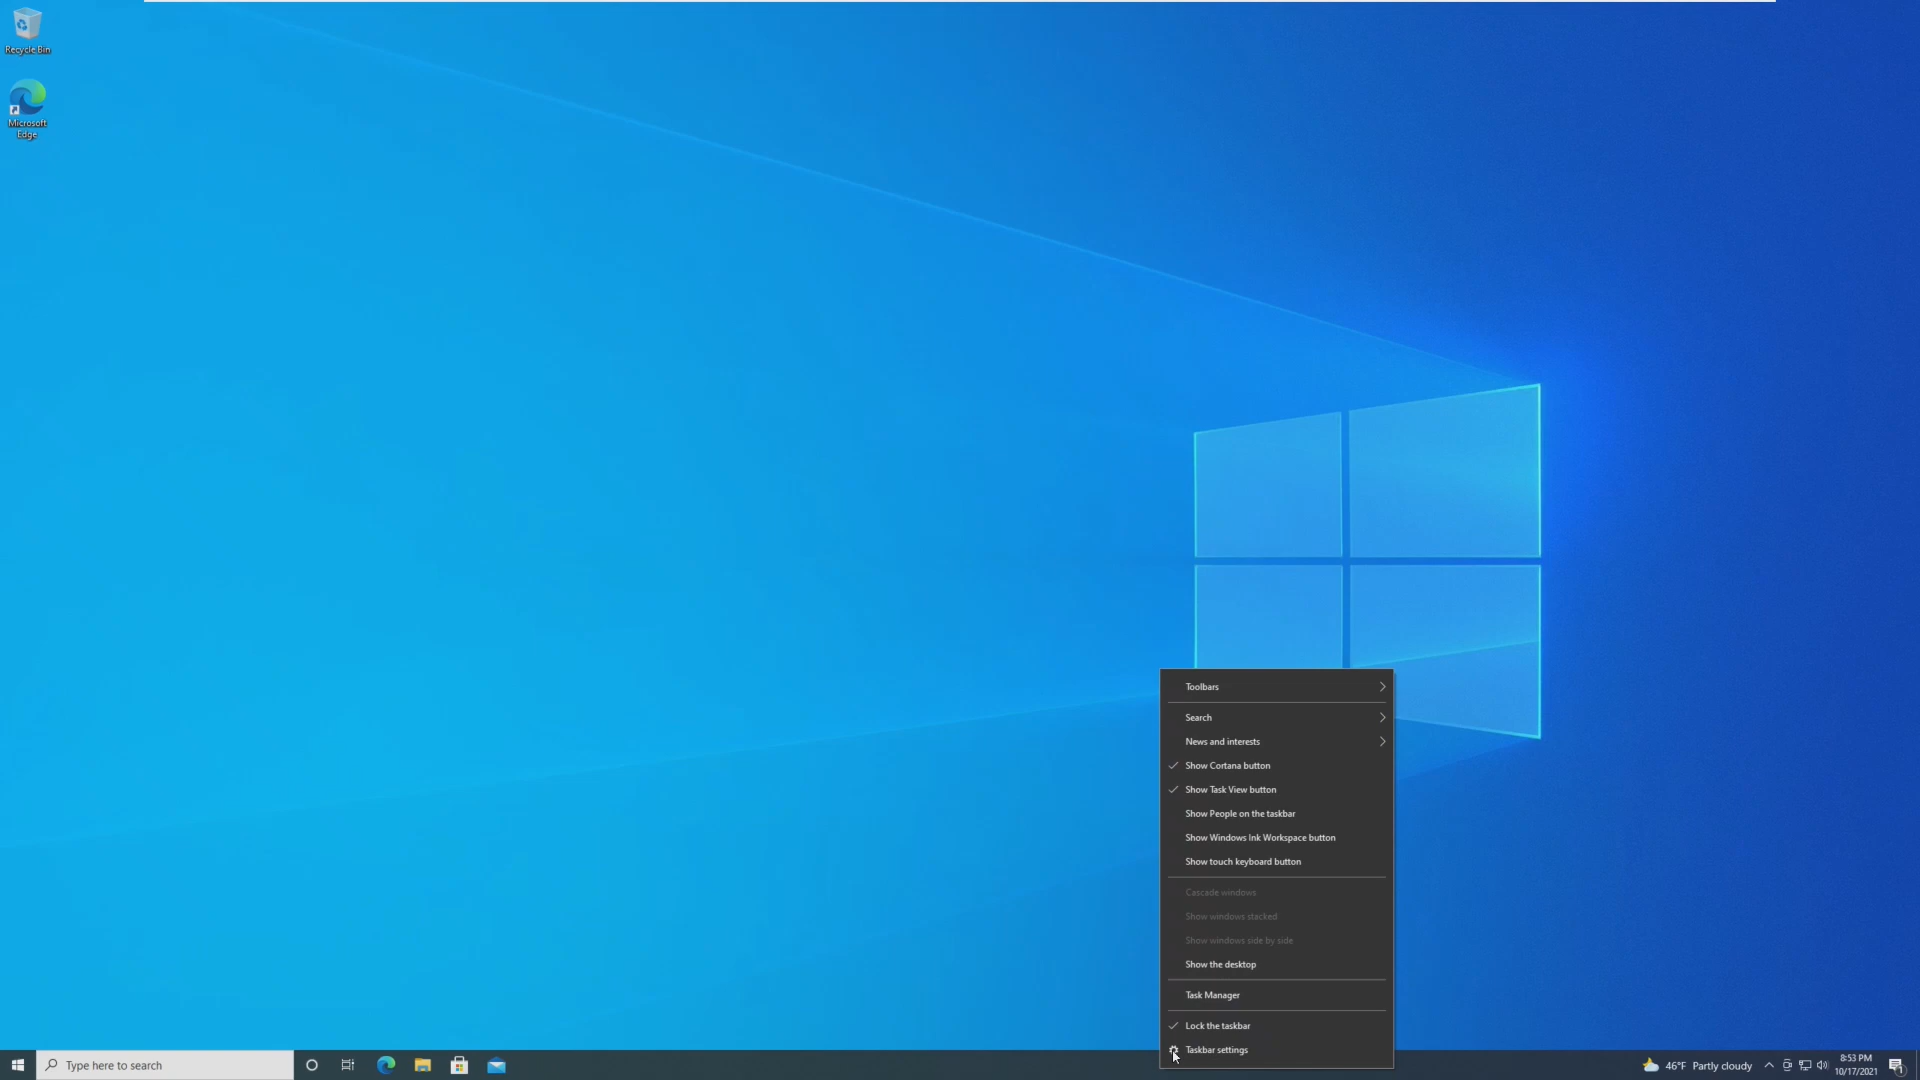 Recycle Bin
Microsoft
Edge
Toolbars
Search
News and interests
Show Cortana button
Show Task View button
Show People on the taskbar
Show Windows Ink Workspace button
Show touch keyboard button
Cascade windows
Show windows stacked
Show windows side by side
Show the desktop
Task Manager
Lock the taskbar
Taskbar settings
Type here to search
46°F Partly cloudy
8:53 PM
10/17/2021
1